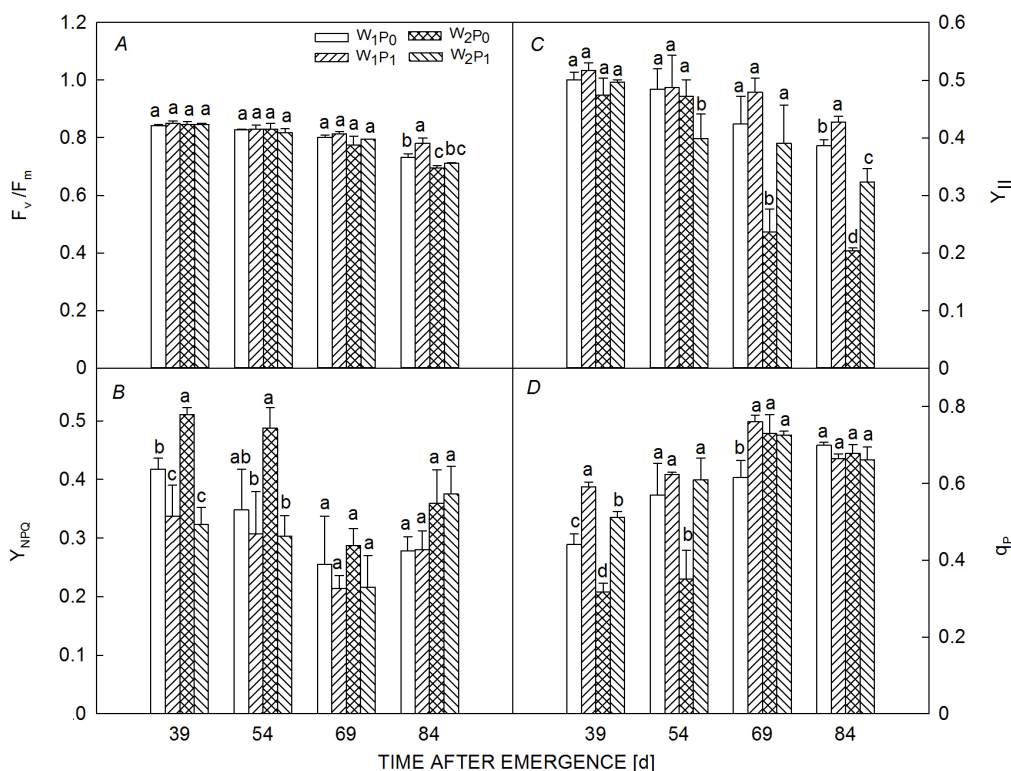 A
W1P0 W2P0
W1P1 W2P1
1.2
1.0
0.8
0.6
0.4
0.2
0
Fv /Fm
a a a a a a a a a a a a b a c bc
C
0.6
0.5
0.4
0.3
0.2
0.1
0
YII
a a a a a a a b a a b a b a d c
B
0.5
0.4
0.3
0.2
0.1
0
YNPQ
b c a c ab b a b a a a a a a a a
39 54 69 84
D
0.8
0.6
0.4
0.2
0.0
qP
c a d b a a b a b a a a a a a a
39 54 69 84
TIME AFTER EMERGENCE [d]